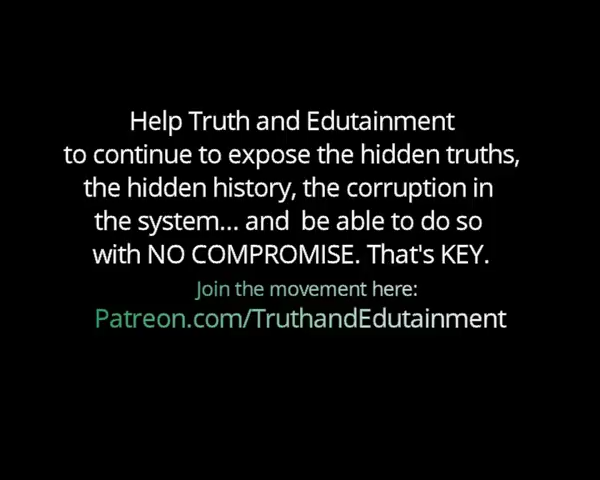 Help Truth and Edutainment
to continue to expose the hidden truths,
the hidden history, the corruption in
the system... and be able to do so
with NO COMPROMISE. That's KEY.
Join the movement here:
Patreon.com/TruthandEdutainment